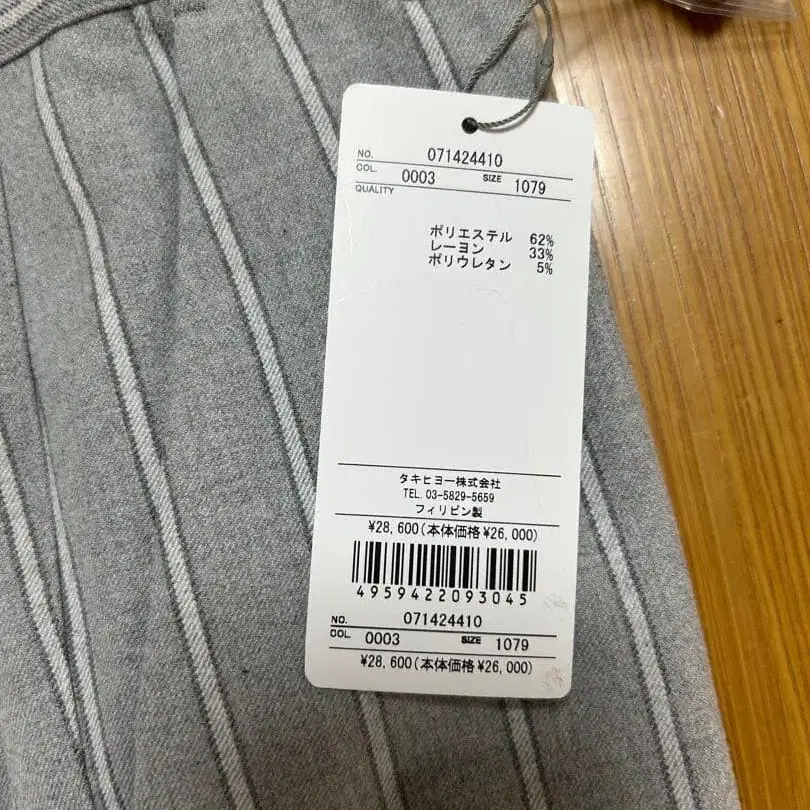 NO. 071424410
COL. 0003 SIZE 1079
QUALITY
ポリエステル 62%
レーヨン 33%
ポリウレタン 5%
タキヒヨー株式会社
TEL.03-5829-5659
フィリピン製
¥28,600(本体価格¥26,000)
4959422093045
NO. 071424410
COL. 0003 SIZE 1079
¥28,600(本体価格¥26,000)